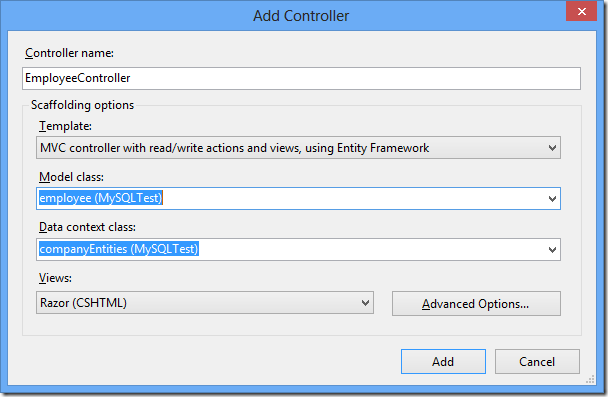 Add Controller
Controller name:
EmployeeController
Scaffolding options
Template:
MVC controller with read/write actions and views, using Entity Framework
Model class:
employee (MySQLTest)
Data context class:
companyEntities (MySQLTest)
Views:
Razor (CSHTML)
Advanced Options...
Add
Cancel